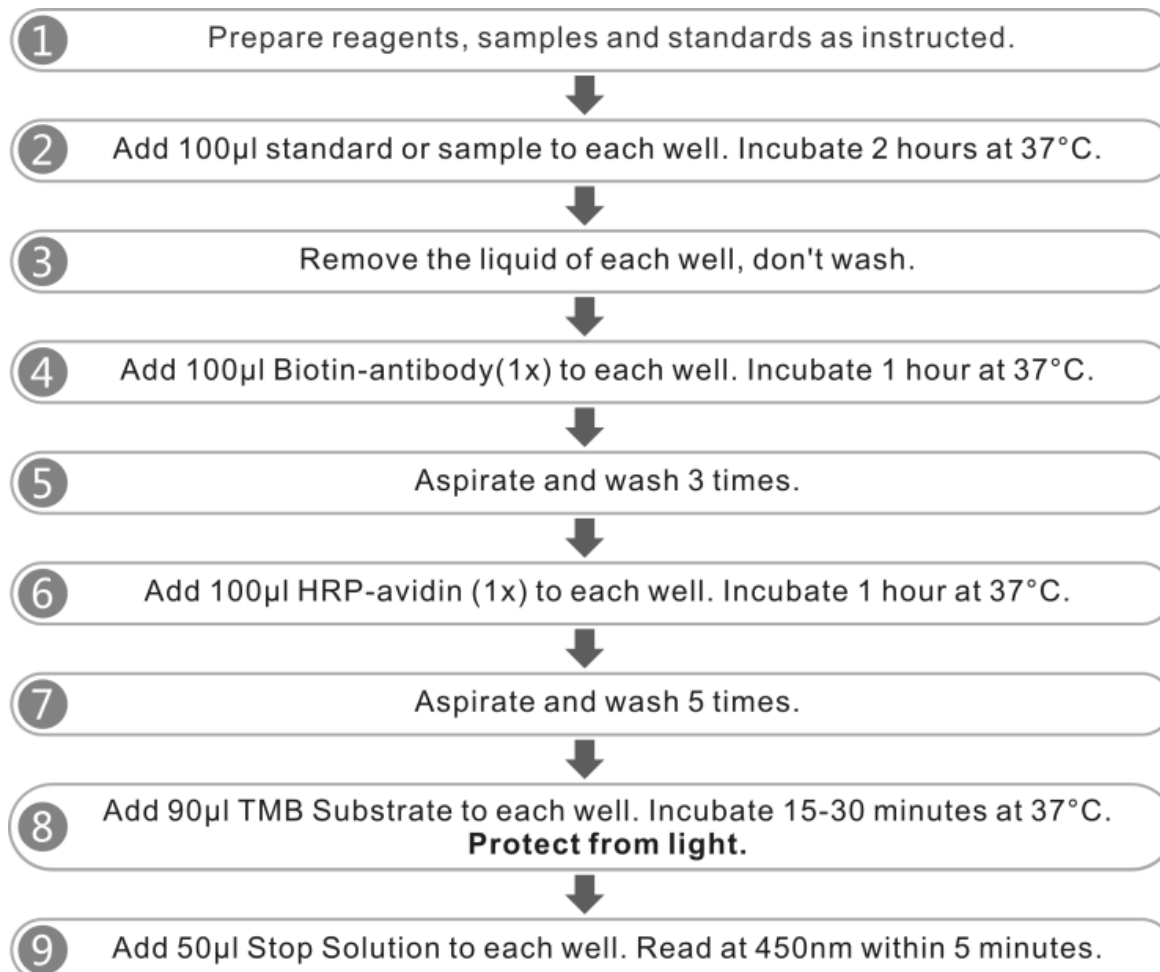 1 Prepare reagents, samples and standards as instructed.
2 Add 100µl standard or sample to each well. Incubate 2 hours at 37°C.
3 Remove the liquid of each well, don't wash.
4 Add 100µl Biotin-antibody(1x) to each well. Incubate 1 hour at 37°C.
5 Aspirate and wash 3 times.
6 Add 100µl HRP-avidin (1x) to each well. Incubate 1 hour at 37°C.
7 Aspirate and wash 5 times.
8 Add 90µl TMB Substrate to each well. Incubate 15-30 minutes at 37°C.
Protect from light.
9 Add 50µl Stop Solution to each well. Read at 450nm within 5 minutes.